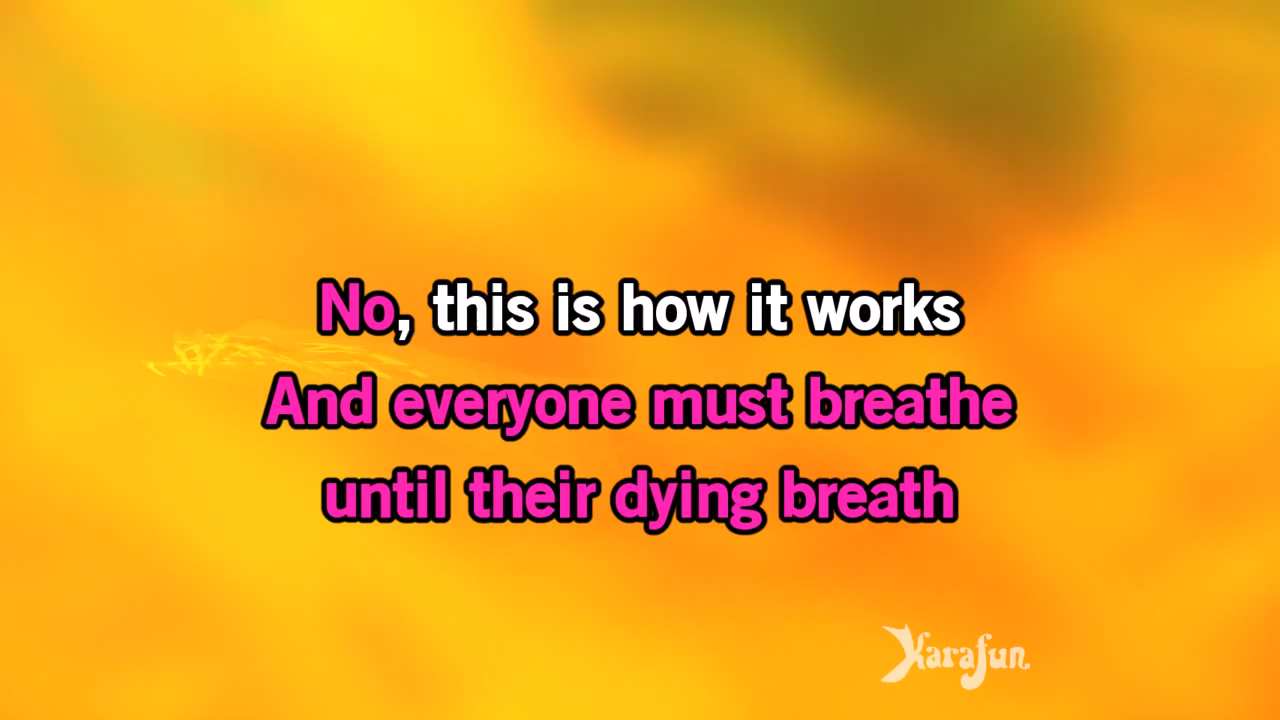 No, this is how it works
And everyone must breathe
until their dying breath
Karafun